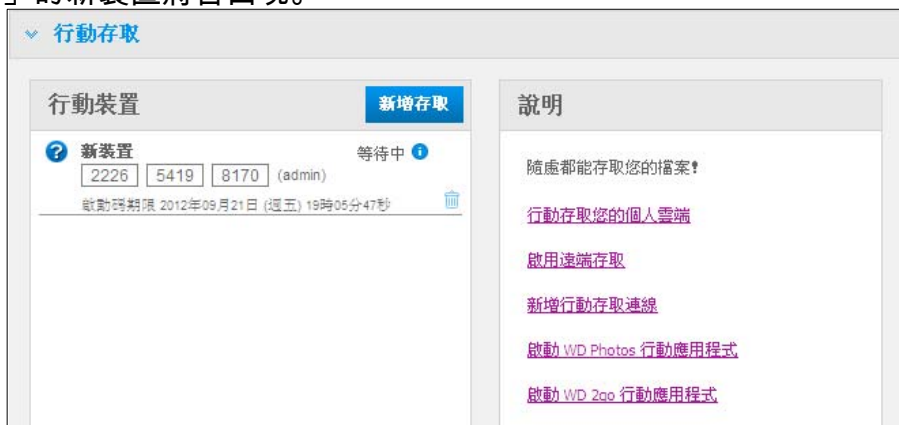 」的新裝置將會出現。
行動存取
行動裝置
新增存取
新裝置
等待中
2226 5419 8170 (admin)
啟動碼期限 2012年09月21日 (週五) 19時05分47秒
說明
隨處都能存取您的檔案!
行動存取您的個人雲端
啟用遠端存取
新增行動存取連線
啟動 WD Photos 行動應用程式
啟動 WD 2go 行動應用程式